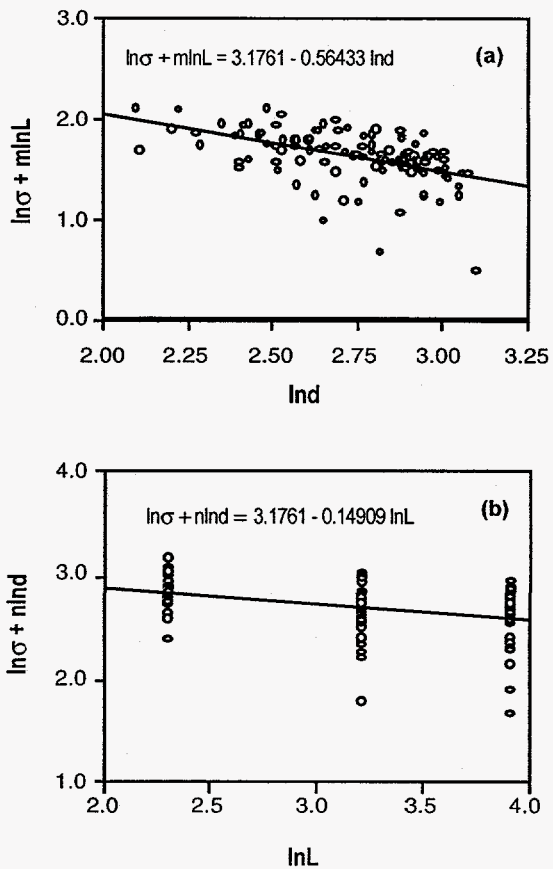 lnσ + mlnL = 3.1761 - 0.56433 lnd
(a)
3.0
2.0
1.0
0.0
lnσ + mlnL
2.00 2.25 2.50 2.75 3.00 3.25
lnd
lnσ + nlnd = 3.1761 - 0.14909 lnL
(b)
4.0
3.0
2.0
1.0
lnσ + nlnd
2.0 2.5 3.0 3.5 4.0
lnL